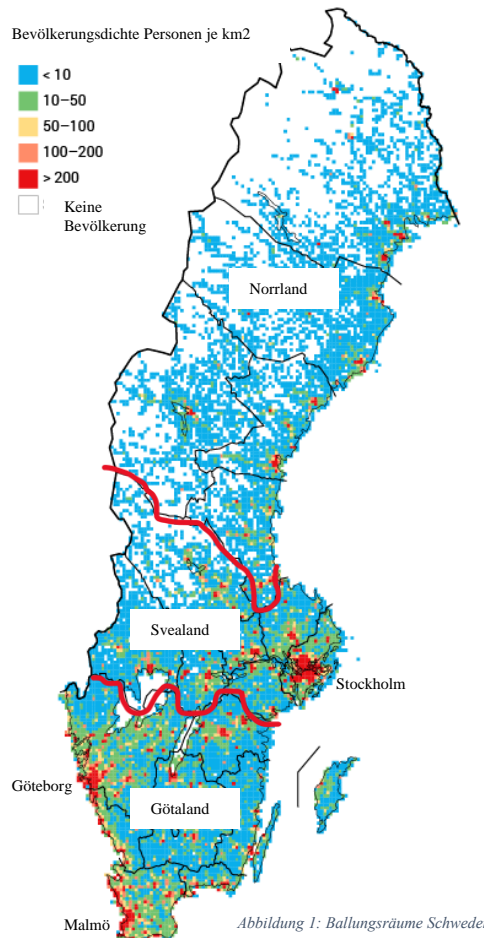 Bevölkerungsdichte Personen je km2
< 10
10–50
50–100
100–200
> 200
Keine
Bevölkerung
Norrland
Svealand
Stockholm
Göteborg
Götaland
Malmö
Abbildung 1: Ballungsräume Schwede